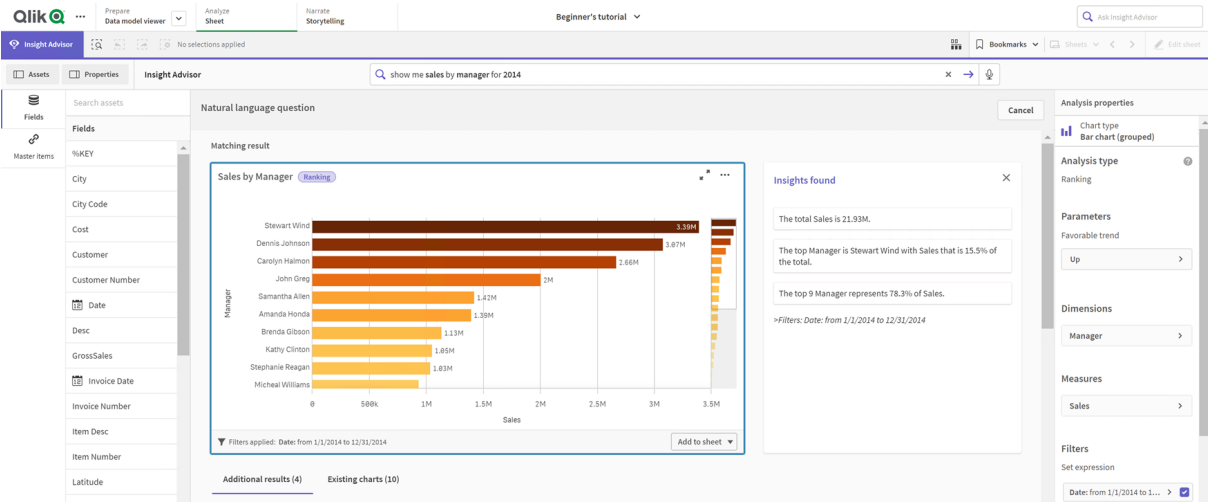 Qlik
Prepare
Data model viewer
Analyze
Sheet
Narrate
Storytelling
Beginner's tutorial
Ask Insight Advisor
Insight Advisor
No selections applied
Bookmarks
Sheets
Edit sheet
Assets
Properties
Insight Advisor
show me sales by manager for 2014
Fields
Master items
Search assets
Fields
%KEY
City
City Code
Cost
Customer
Customer Number
Date
Desc
GrossSales
Invoice Date
Invoice Number
Item Desc
Item Number
Latitude
Natural language question
Cancel
Matching result
Sales by Manager
Ranking
Manager
Stewart Wind
3.39M
Dennis Johnson
3.07M
Carolyn Halmon
2.66M
John Greg
2M
Samantha Allen
1.42M
Amanda Honda
1.39M
Brenda Gibson
1.13M
Kathy Clinton
1.05M
Stephanie Reagan
1.03M
Micheal Williams
0
500k
1M
1.5M
2M
2.5M
3M
3.5M
Sales
Filters applied: Date: from 1/1/2014 to 12/31/2014
Add to sheet
Insights found
The total Sales is 21.93M.
The top Manager is Stewart Wind with Sales that is 15.5% of
the total.
The top 9 Manager represents 78.3% of Sales.
>Filters: Date: from 1/1/2014 to 12/31/2014
Additional results (4)
Existing charts (10)
Analysis properties
Chart type
Bar chart (grouped)
Analysis type
Ranking
Parameters
Favorable trend
Up
Dimensions
Manager
Measures
Sales
Filters
Set expression
Date: from 1/1/2014 to 1...